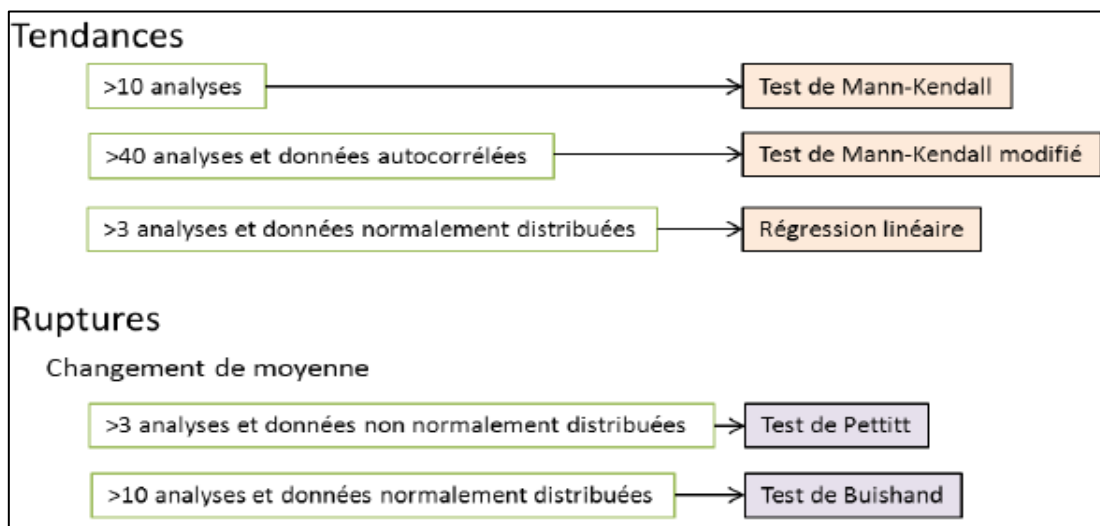 Tendances
>10 analyses
Test de Mann-Kendall
>40 analyses et données autocorrélées
Test de Mann-Kendall modifié
>3 analyses et données normalement distribuées
Régression linéaire
Ruptures
Changement de moyenne
>3 analyses et données non normalement distribuées
Test de Pettitt
>10 analyses et données normalement distribuées
Test de Buishand